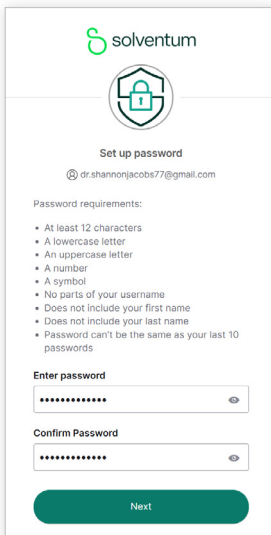 solventum
Set up password
dr.shannonjacobs77@gmail.com
Password requirements:
• At least 12 characters
• A lowercase letter
• An uppercase letter
• A number
• A symbol
• No parts of your username
• Does not include your first name
• Does not include your last name
• Password can't be the same as your last 10
passwords
Enter password
•••••••••••••
Confirm Password
•••••••••••••
Next